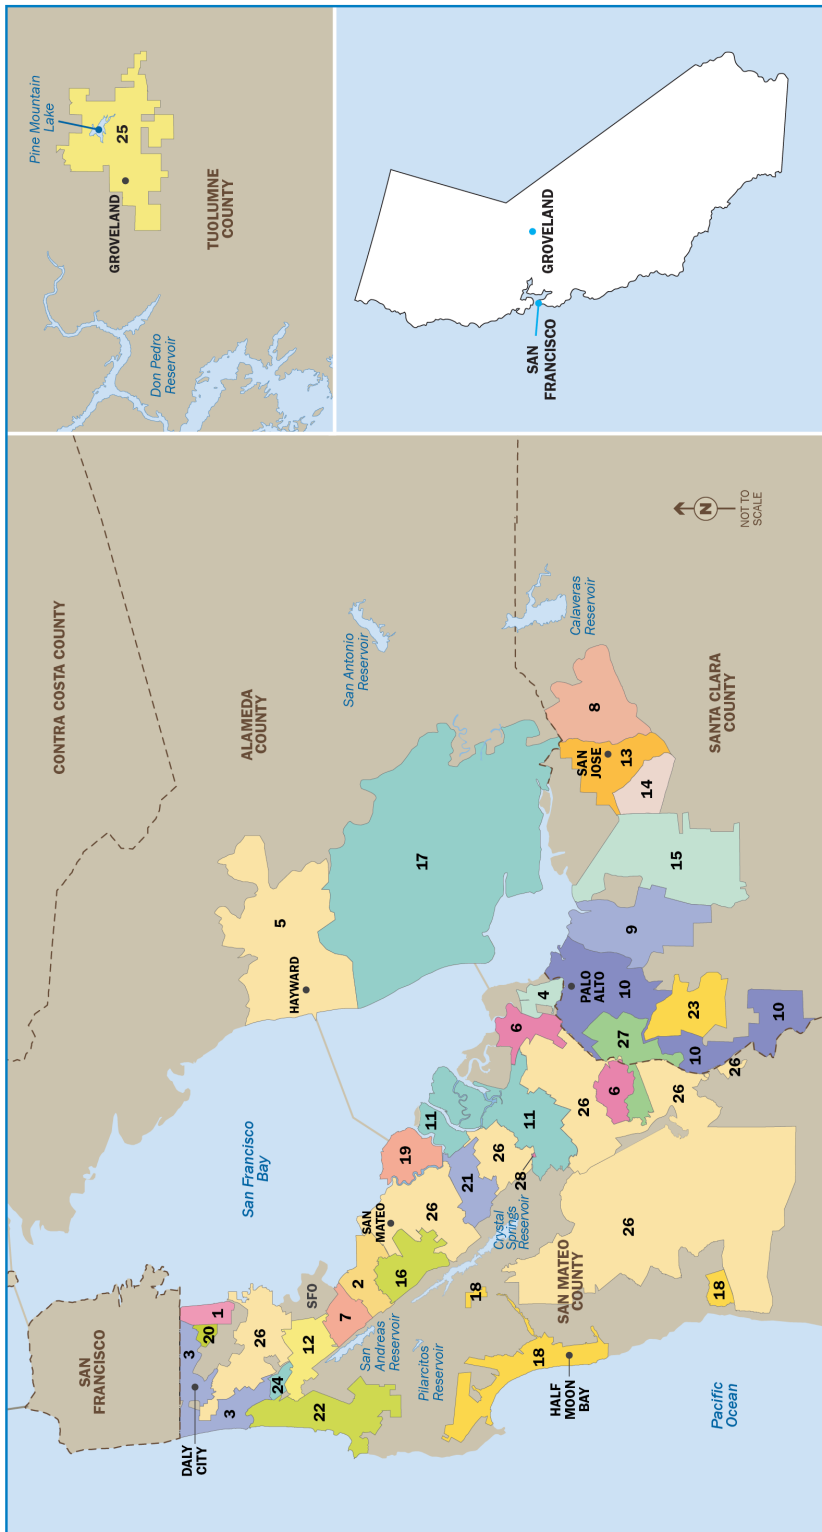 SAN
FRANCISCO
DALY
CITY
3
3
20
1
26
24
12
22
SFO
7
2
16
SAN
MATEO
26
19
21
11
26
28
11
San
Andreas
Reservoir
Pilarcitos
Reservoir
Crystal
Springs
Reservoir
18
18
18
HALF
MOON
BAY
SAN MATEO
COUNTY
26
Pacific
Ocean
San Francisco
Bay
HAYWARD
5
17
6
4
26
6
27
26
26
PALO
ALTO
10
10
10
23
9
15
14
13
SAN
JOSE
8
SANTA CLARA
COUNTY
CONTRA COSTA COUNTY
ALAMEDA
COUNTY
San Antonio
Reservoir
Calaveras
Reservoir
N
NOT TO
SCALE
Pine Mountain
Lake
25
GROVELAND
TUOLUMNE
COUNTY
Don Pedro
Reservoir
SAN
FRANCISCO
GROVELAND